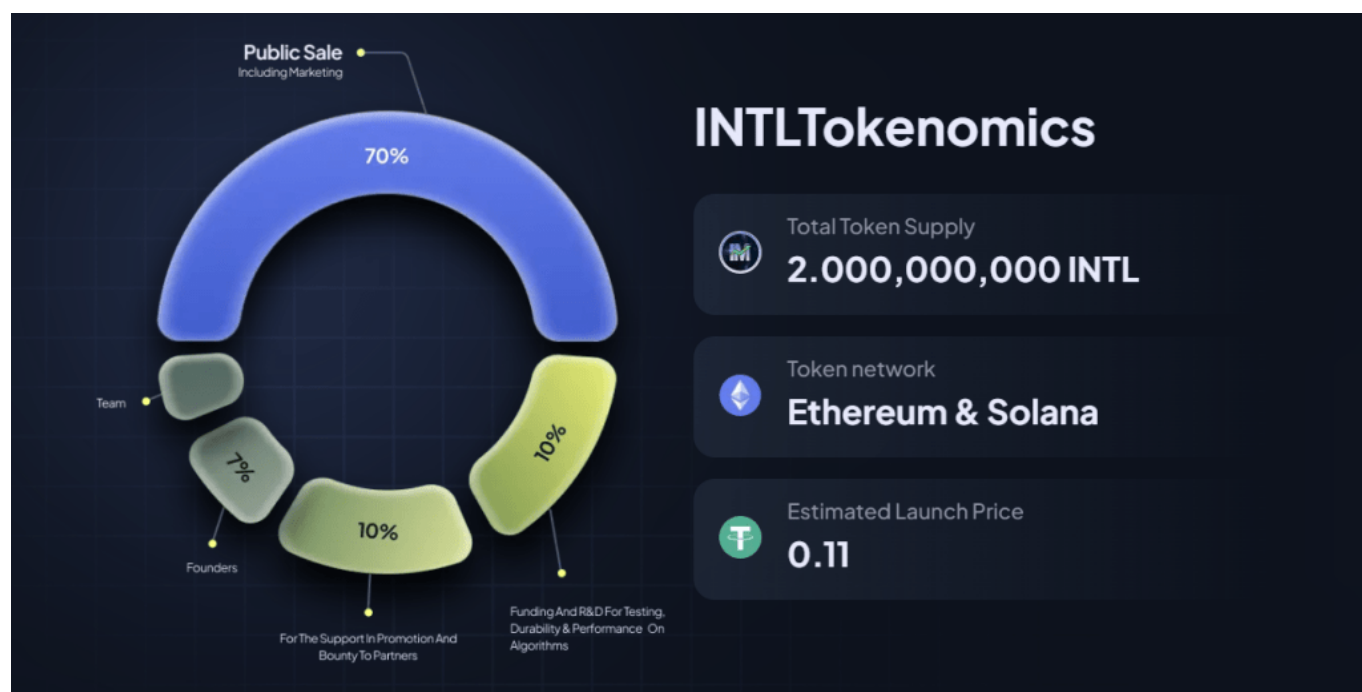 Public Sale
Including Marketing
70%
Team
7%
Founders
10%
For The Support In Promotion And
Bounty To Partners
10%
Funding And R&D For Testing,
Durability & Performance On
Algorithms
INTLTokenomics
Total Token Supply
2.000,000,000 INTL
Token network
Ethereum & Solana
Estimated Launch Price
0.11